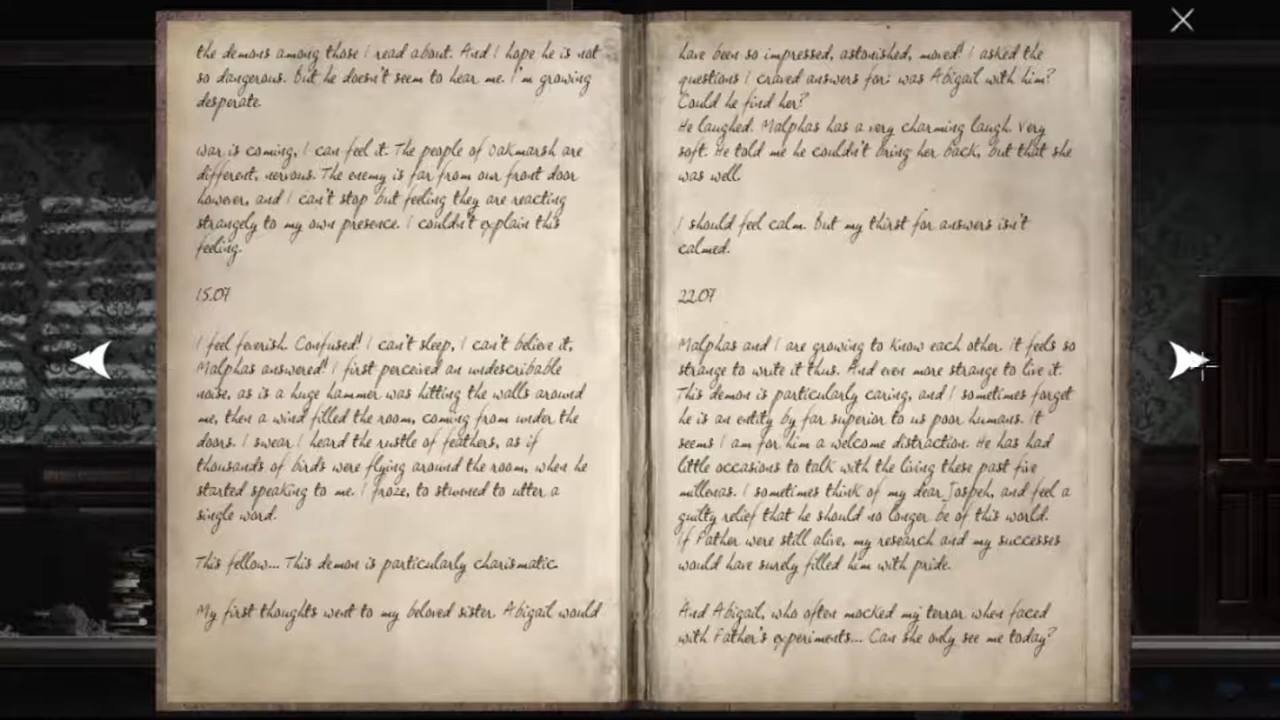 the demons among those I read about. And I hope he is not
so dangerous. But he doesn't seem to hear me. I'm growing
desperate.
War is coming, I can feel it. The people of Oakmarsh are
different, nervous. The enemy is far from our front door
however, and I can't stop but feeling they are reacting
strangely to my own presence. I couldn't explain this
feeling.
15.07
I feel feverish. Confused! I can't sleep, I can't believe it,
Malphas answered! I first perceived an undescribable
noise, as is a huge hammer was hitting the walls around
me, then a wind filled the room, coming from under the
doors. I swear I heard the rustle of feathers, as if
thousands of birds were flying around the room, when he
started speaking to me. I froze, to stunned to utter a
single word.
This fellow... This demon is particularly charismatic.
My first thoughts went to my beloved sister. Abigail would
have been so impressed, astonished, moved! I asked the
questions I craved answers for: was Abigail with him?
Could he find her?
He laughed. Malphas has a very charming laugh. Very
soft. He told me he couldn't bring her back, but that she
was well.
I should feel calm. But my thirst for answers isn't
calmed.
22.07
Malphas and I are growing to know each other. It feels so
strange to write it thus. And even more strange to live it.
This demon is particularly caring, and I sometimes forget
he is an entity by far superior to us poor humans. It
seems I am for him a welcome distraction. He has had
little occasions to talk with the living these past five
millenas. I sometimes think of my dear Jospeh, and feel a
guilty relief that he should no longer be of this world.
If Father were still alive, my research and my successes
would have surely filled him with pride.
And Abigail, who often mocked my terror when faced
with Father's experiments... Can she only see me today?